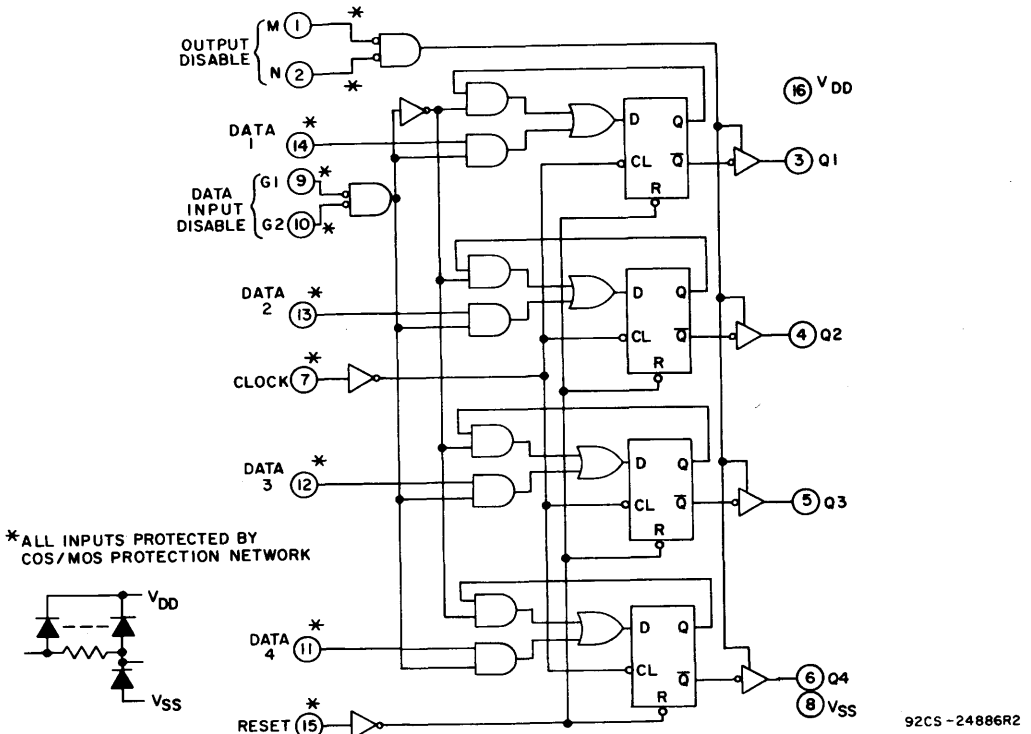 OUTPUT DISABLE
M 1 *
N 2 *
16 VDD
DATA 1 14 *
D Q
CL Q
R
3 Q1
DATA INPUT DISABLE
G1 9 *
G2 10 *
DATA 2 13 *
D Q
CL Q
R
4 Q2
CLOCK 7 *
DATA 3 12 *
D Q
CL Q
R
5 Q3
*ALL INPUTS PROTECTED BY
COS/MOS PROTECTION NETWORK
VDD
VSS
DATA 4 11 *
D Q
CL Q
R
6 Q4
8 VSS
RESET 15 *
92CS-24886R2